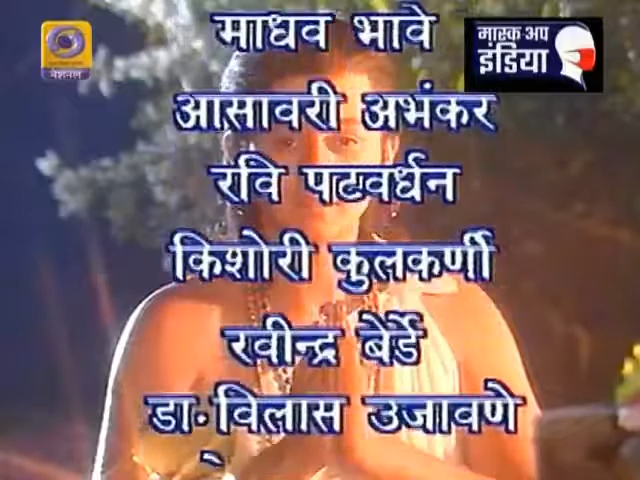 माधव भावे
मास्क अप
इंडिया
नेशनल
आसावरी अभंकर
रवि पटवर्धन
किशोरी कुलकर्णी
रवीन्द्र बेर्डे
डा. विलास उजावणे